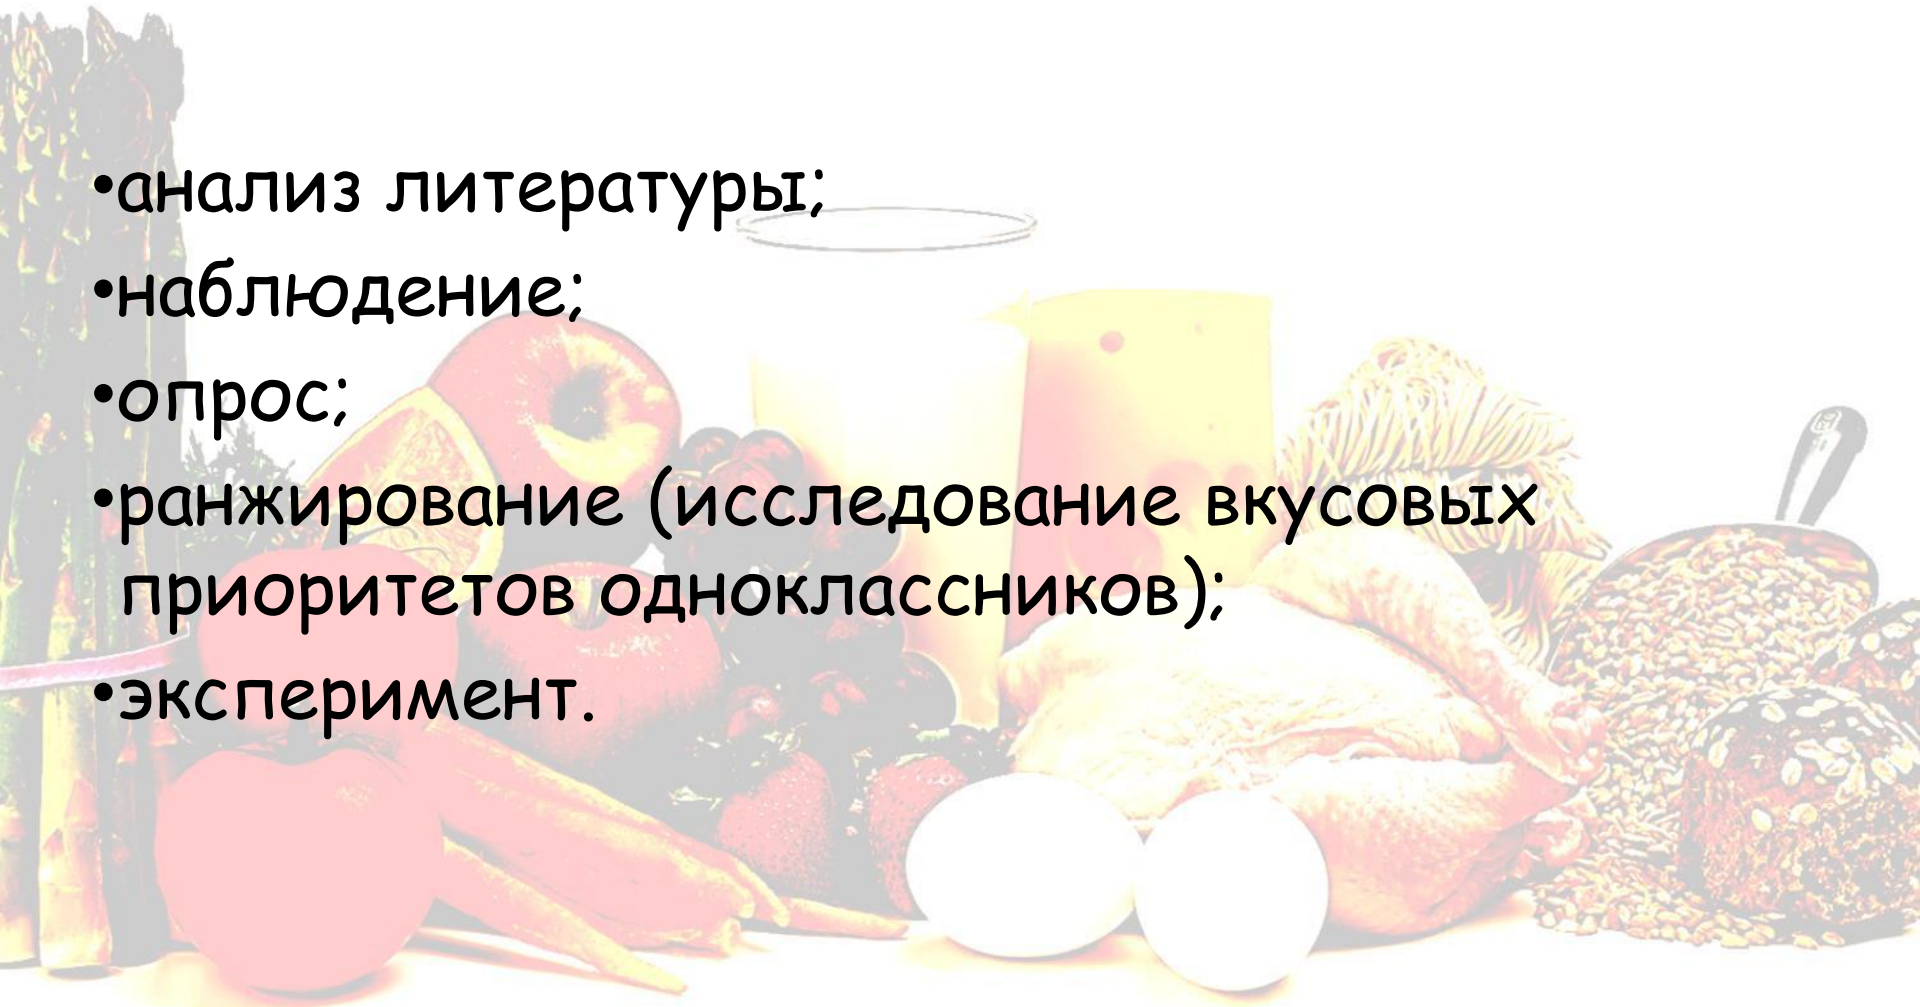 •анализ литературы;
•наблюдение;
•опрос;
•ранжирование (исследование вкусовых
приоритетов одноклассников);
•эксперимент.